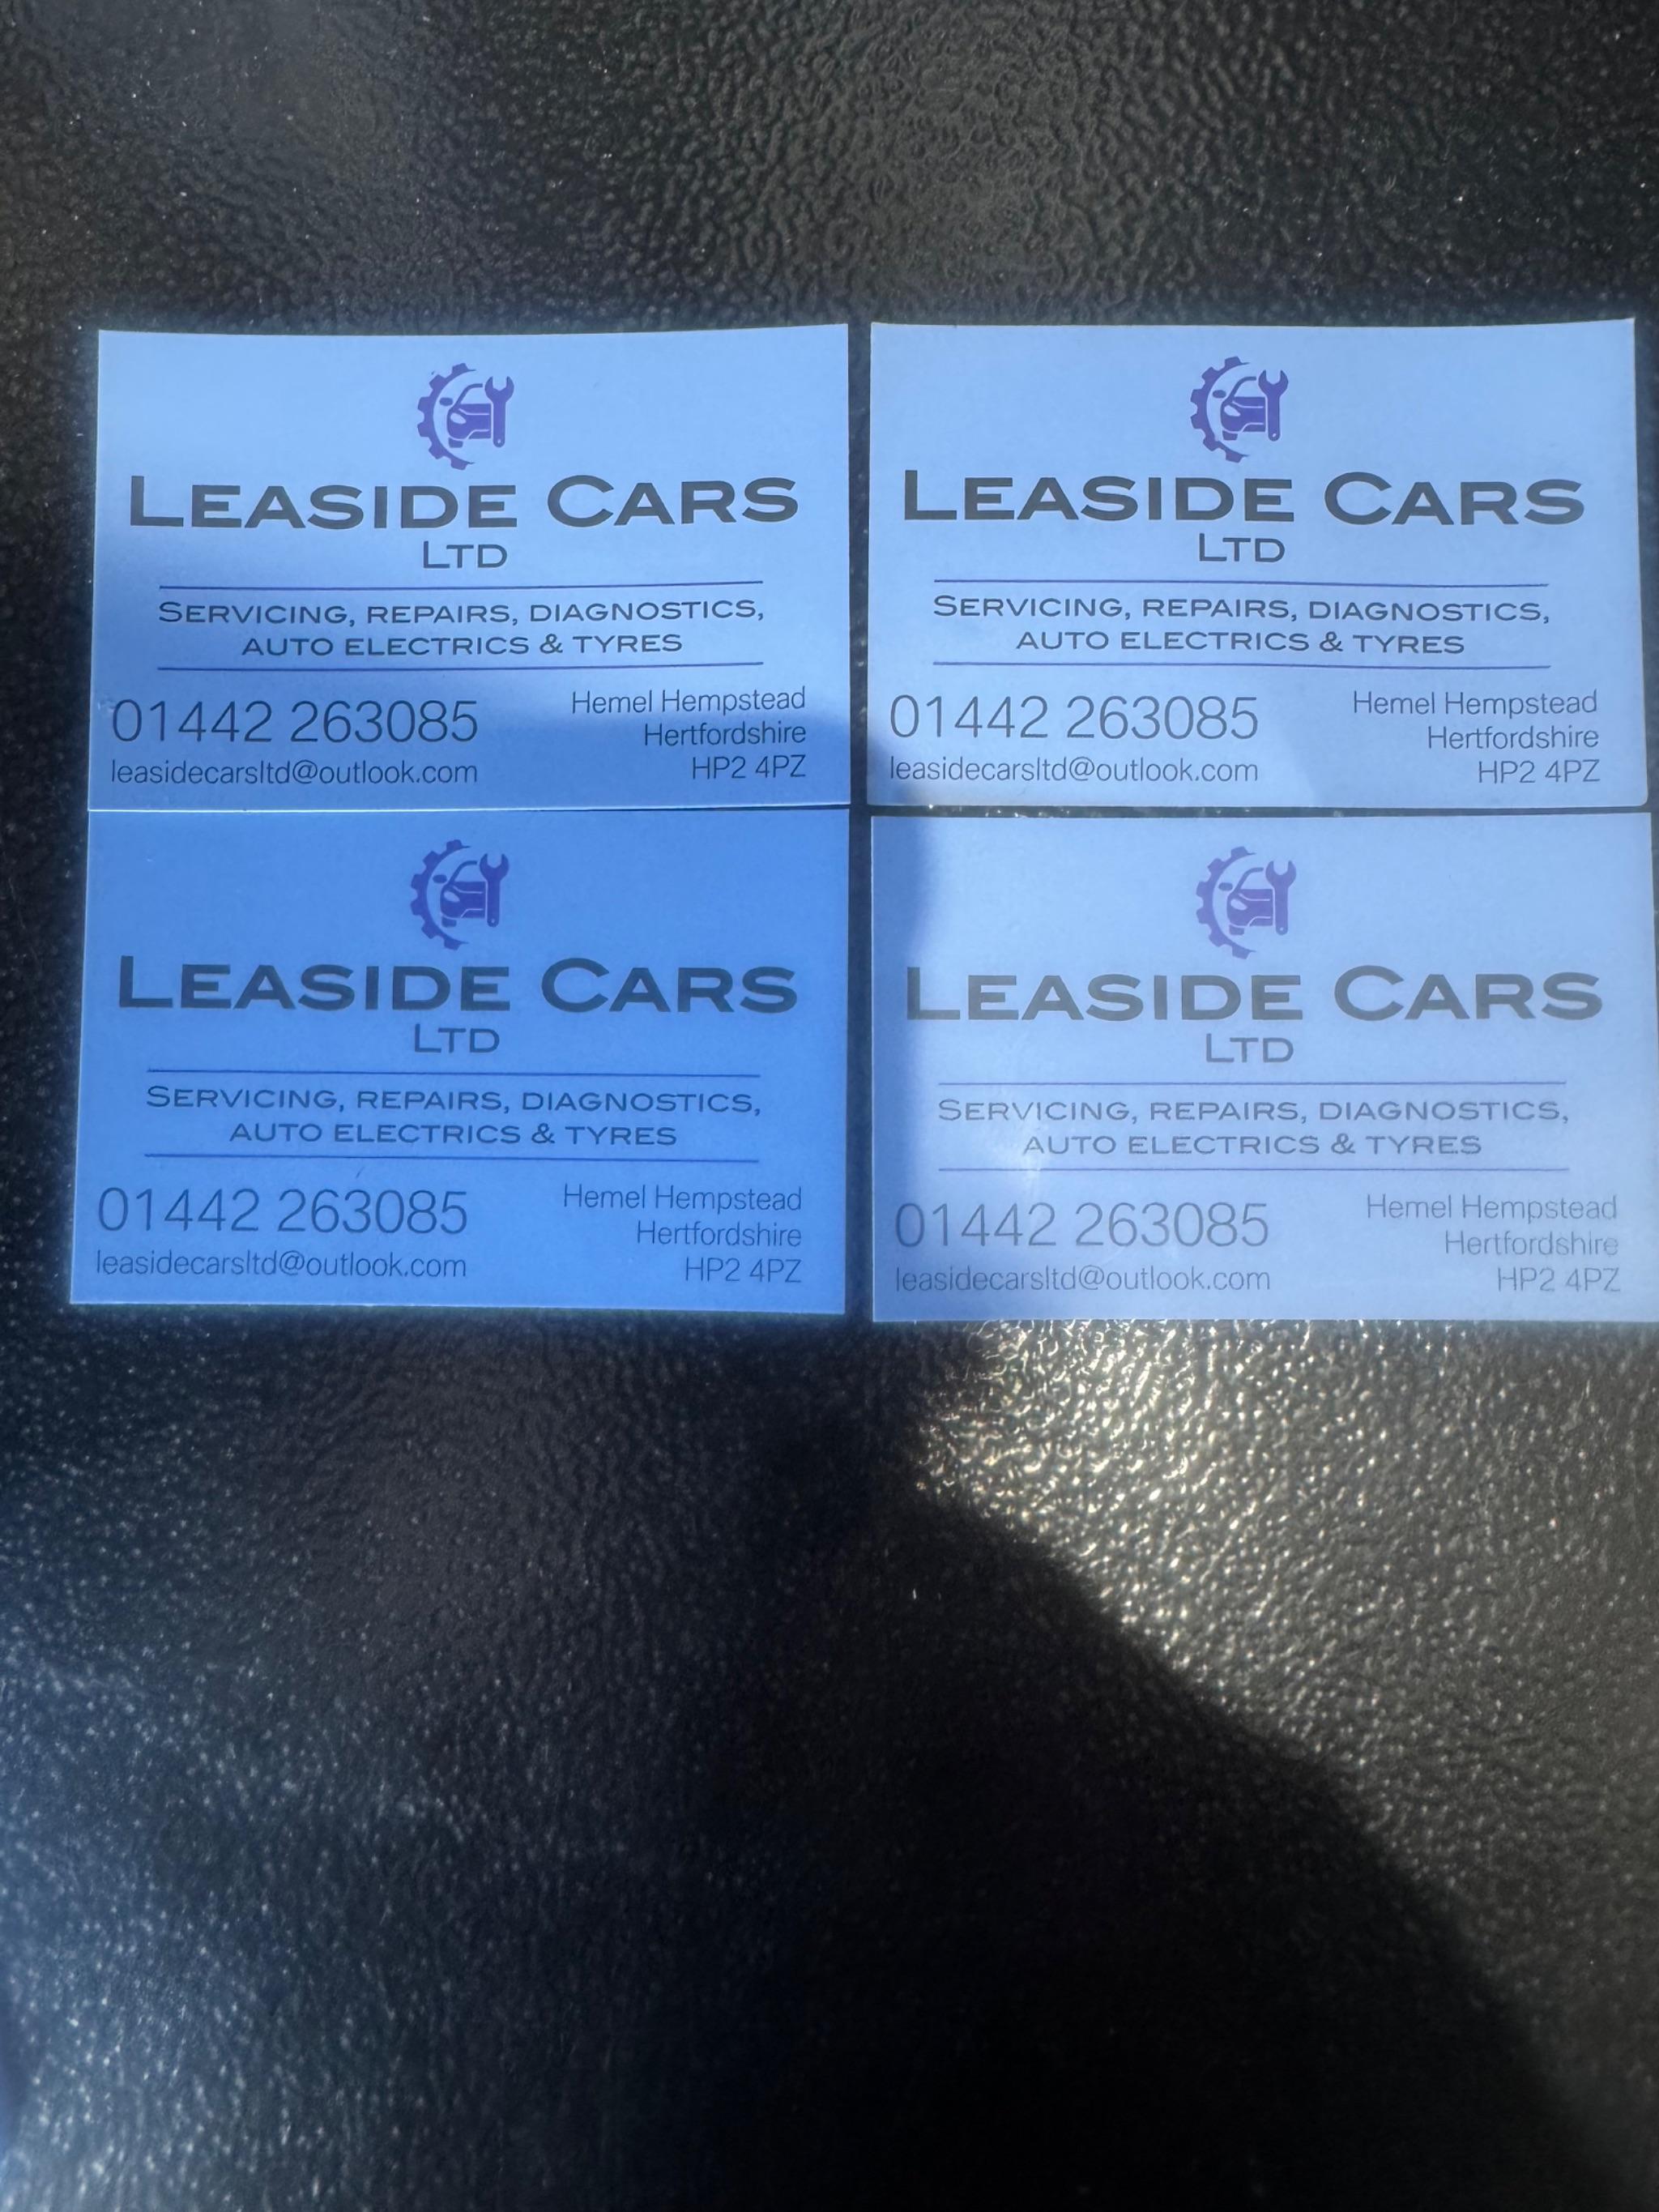 LEASIDE CARS
LTD
SERVICING, REPAIRS, DIAGNOSTICS,
AUTO ELECTRICS & TYRES
01442 263085
leasidecarsltd@outlook.com
Hemel Hempstead
Hertfordshire
HP2 4PZ
LEASIDE CARS
LTD
SERVICING, REPAIRS, DIAGNOSTICS,
AUTO ELECTRICS & TYRES
01442 263085
leasidecarsltd@outlook.com
Hemel Hempstead
Hertfordshire
HP2 4PZ
LEASIDE CARS
LTD
SERVICING, REPAIRS, DIAGNOSTICS,
AUTO ELECTRICS & TYRES
01442 263085
leasidecarsltd@outlook.com
Hemel Hempstead
Hertfordshire
HP2 4PZ
LEASIDE CARS
LTD
SERVICING, REPAIRS, DIAGNOSTICS,
AUTO ELECTRICS & TYRES
01442 263085
leasidecarsltd@outlook.com
Hemel Hempstead
Hertfordshire
HP2 4PZ